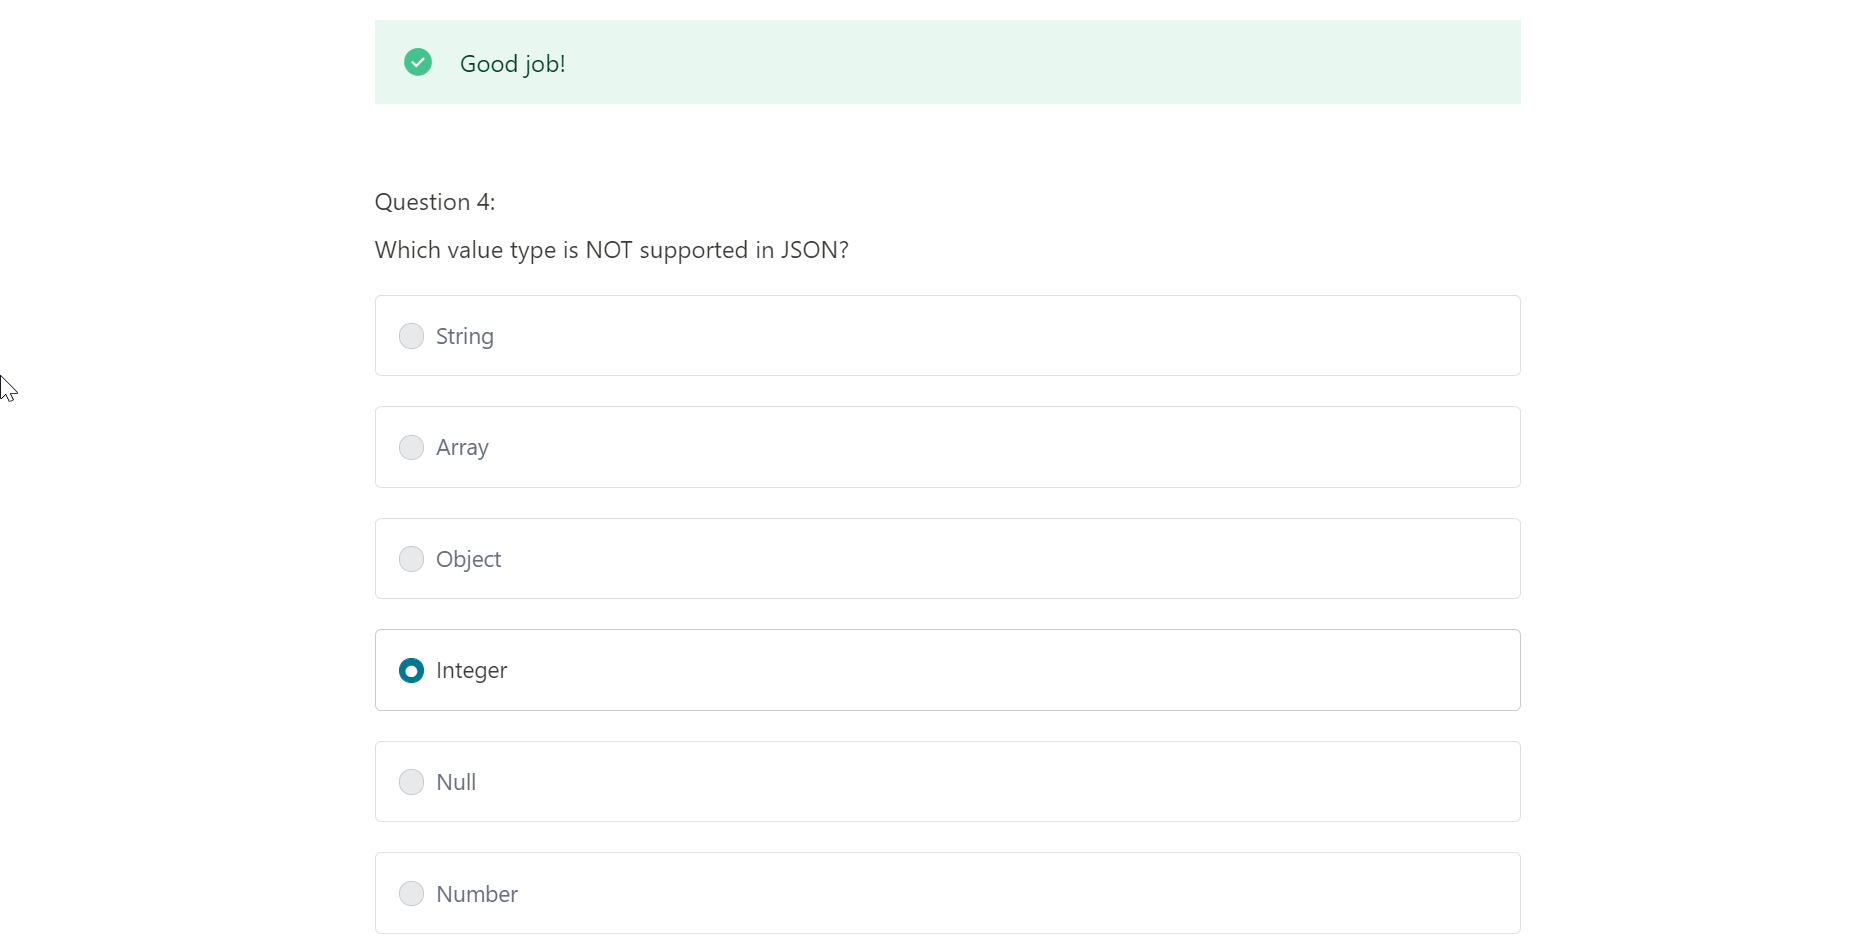 Good job!
Question 4:
Which value type is NOT supported in JSON?
String
Array
Object
Integer
Null
Number